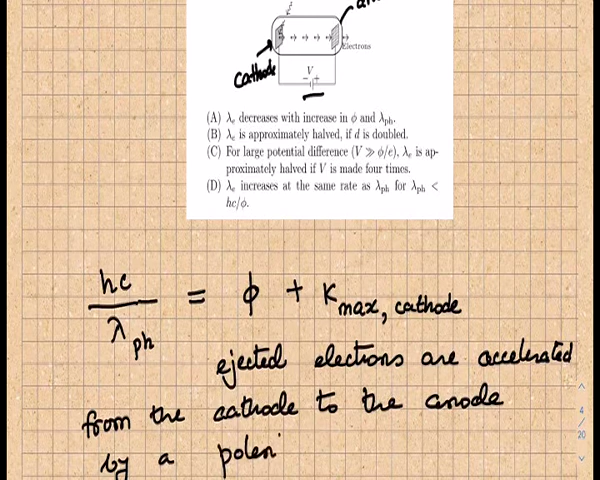 Electrons
cathode
V
- +
(A) λe decreases with increase in ϕ and λph.
(B) λe is approximately halved, if d is doubled.
(C) For large potential difference (V ≫ ϕ/e), λe is ap-
proximately halved if V is made four times.
(D) λe increases at the same rate as λph for λph <
hc/ϕ.
hc/λph = ϕ + Kmax, cathode
ejected electrons are accelerated
from the cathode to the anode
by a poten
4
/
20